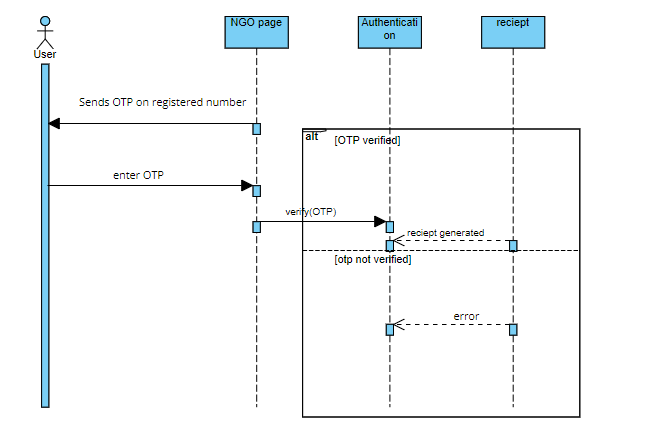 NGO page
Authenticati
on
reciept
User
Sends OTP on registered number
alt
[OTP verified]
enter OTP
verify(OTP)
reciept generated
[otp not verified]
error